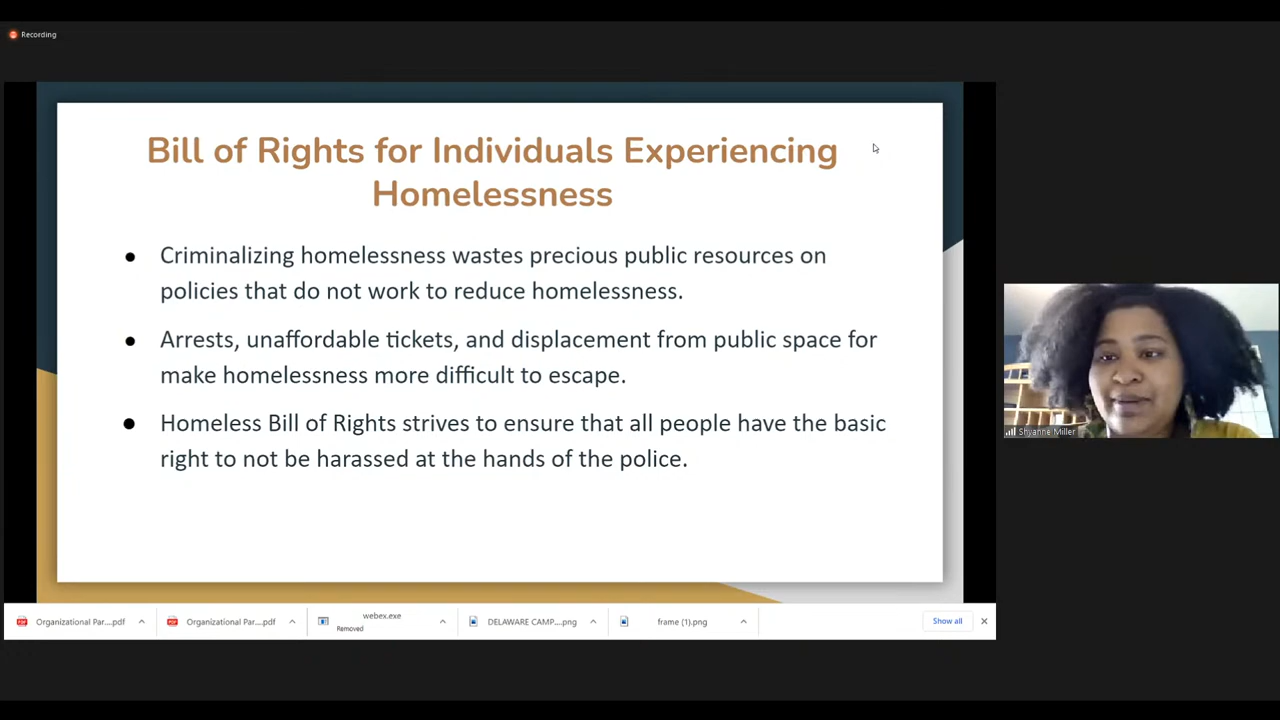 Recording
Bill of Rights for Individuals Experiencing
Homelessness
● Criminalizing homelessness wastes precious public resources on
policies that do not work to reduce homelessness.
● Arrests, unaffordable tickets, and displacement from public space for
make homelessness more difficult to escape.
● Homeless Bill of Rights strives to ensure that all people have the basic
right to not be harassed at the hands of the police.
Shyanne Miller
Organizational Par....pdf
Organizational Par....pdf
webex.exe
Removed
DELAWARE CAMP....png
frame (1).png
Show all